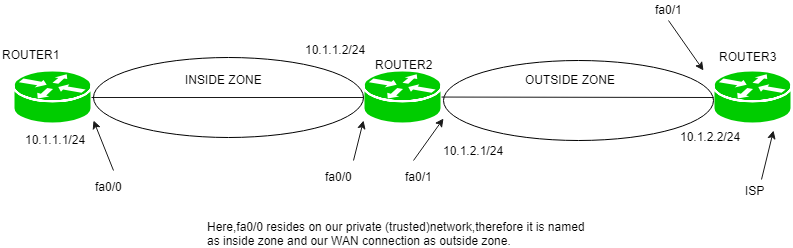 fa0/1
10.1.1.2/24
ROUTER1
ROUTER2
ROUTER3
INSIDE ZONE
OUTSIDE ZONE
10.1.1.1/24
10.1.2.1/24
10.1.2.2/24
fa0/0
fa0/0
fa0/1
ISP
Here,fa0/0 resides on our private (trusted)network,therefore it is named
as inside zone and our WAN connection as outside zone.